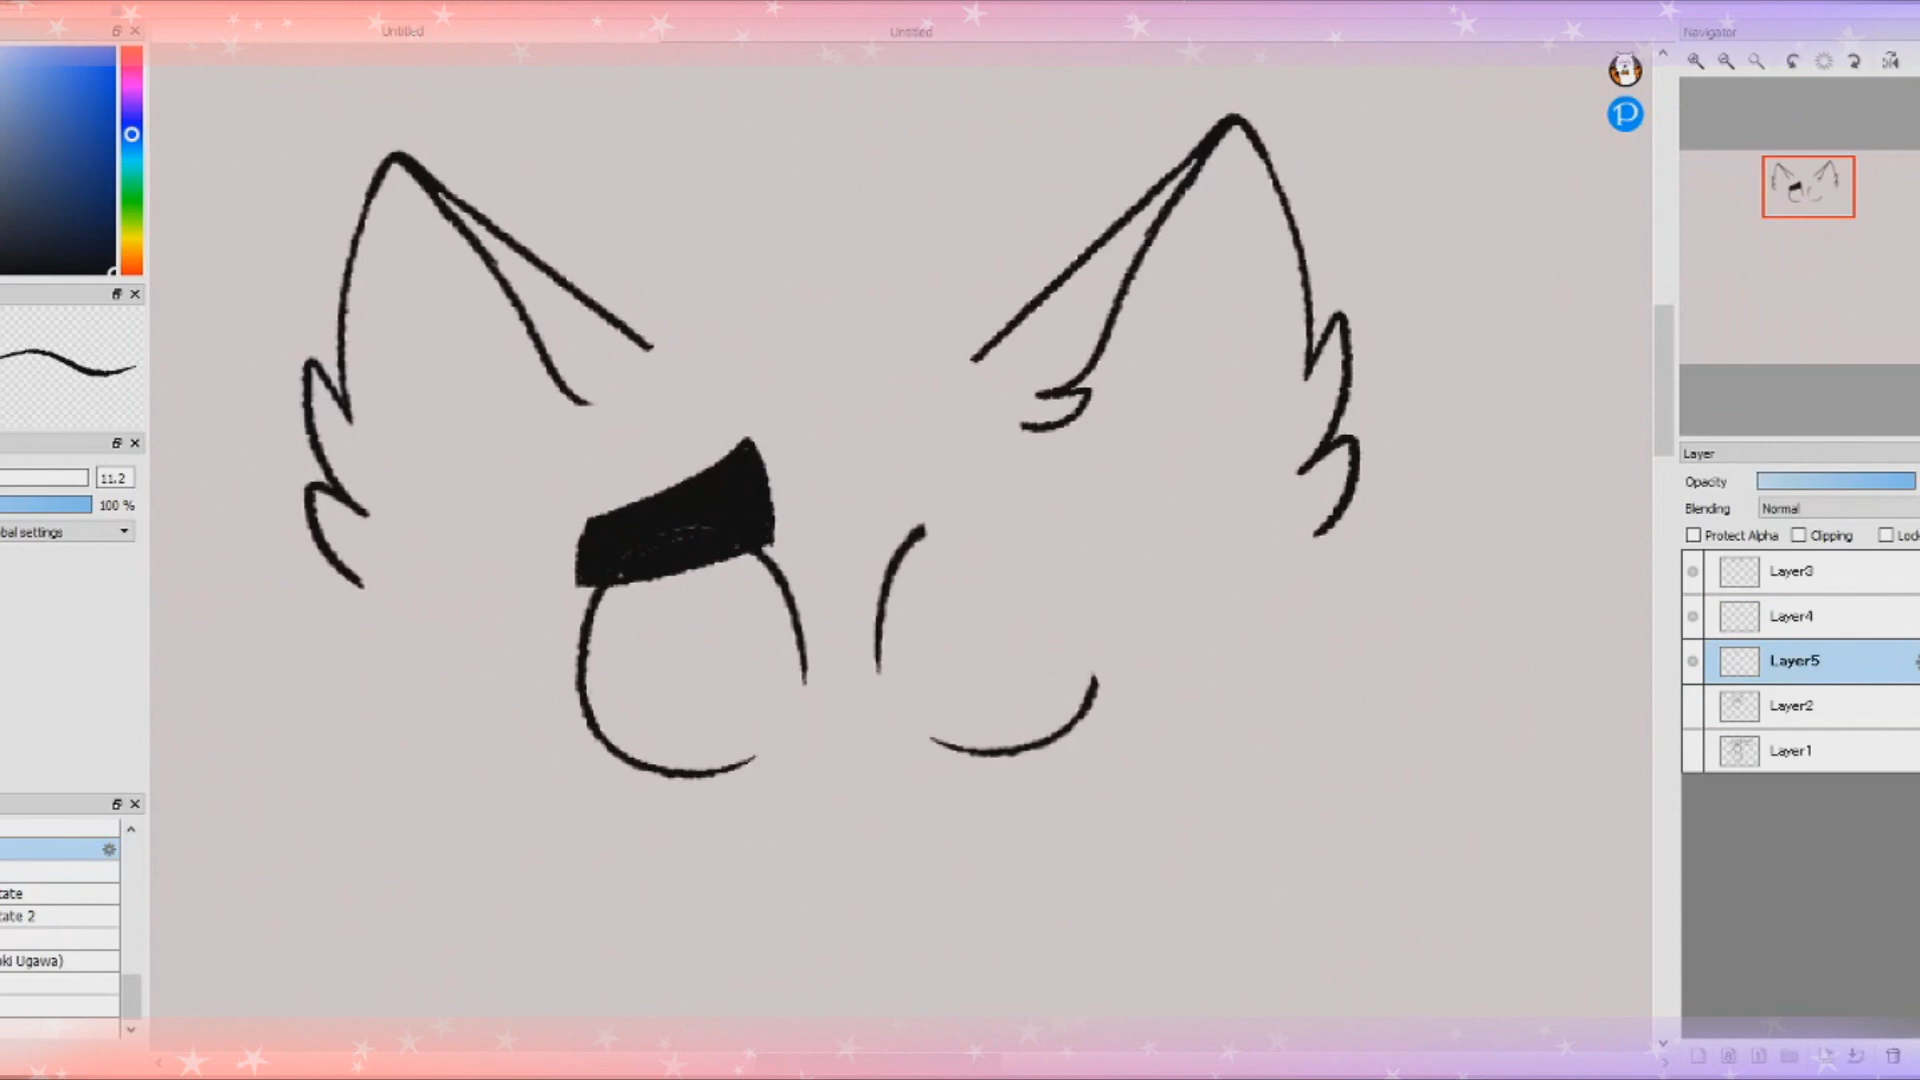 Untitled
Untitled
Navigator
11.2
100 %
bal settings
tate
tate 2
ki Ugawa)
P
Layer
Opacity
Blending
Normal
Protect Alpha
Clipping
Lock
Layer3
Layer4
Layer5
Layer2
Layer1